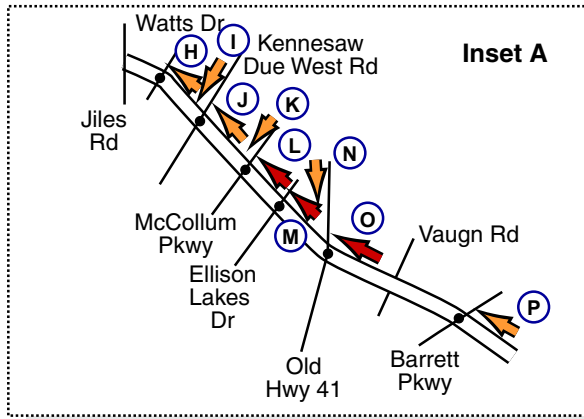 Watts Dr
H
I
Kennesaw
Due West Rd
Inset A
J
K
Jiles
Rd
L
N
McCollum
Pkwy
M
O
Vaugn Rd
Ellison
Lakes
Dr
P
Old
Hwy 41
Barrett
Pkwy